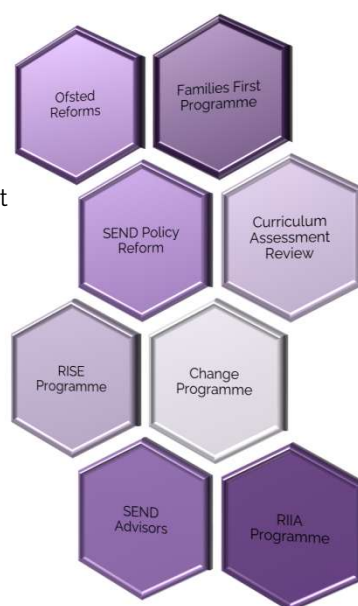 Ofsted
Reforms
Families First
Programme
t
SEND Policy
Reform
Curriculum
Assessment
Review
RISE
Programme
Change
Programme
SEND
Advisors
RIIA
Programme